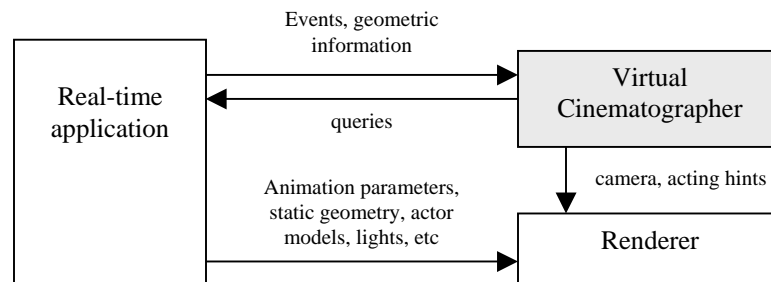 Events, geometric
information
Real-time
application
Virtual
Cinematographer
queries
Animation parameters,
static geometry, actor
models, lights, etc
camera, acting hints
Renderer